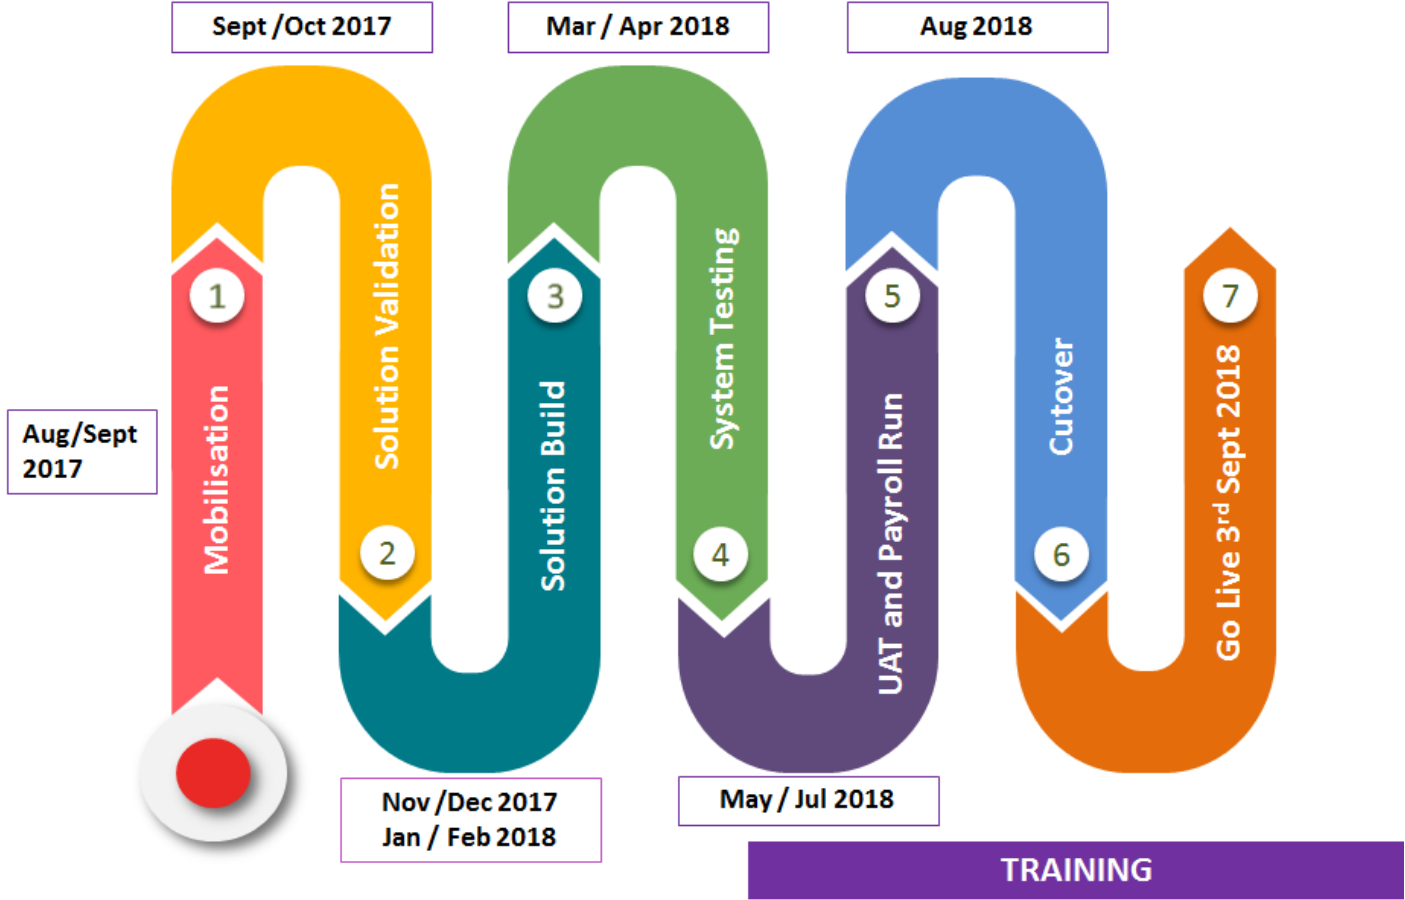 Sept /Oct 2017
Mar / Apr 2018
Aug 2018
Aug/Sept
2017
1
Mobilisation
Solution Validation
2
3
Solution Build
System Testing
4
5
UAT and Payroll Run
Cutover
6
7
Go Live 3rd Sept 2018
Nov /Dec 2017
Jan / Feb 2018
May / Jul 2018
TRAINING